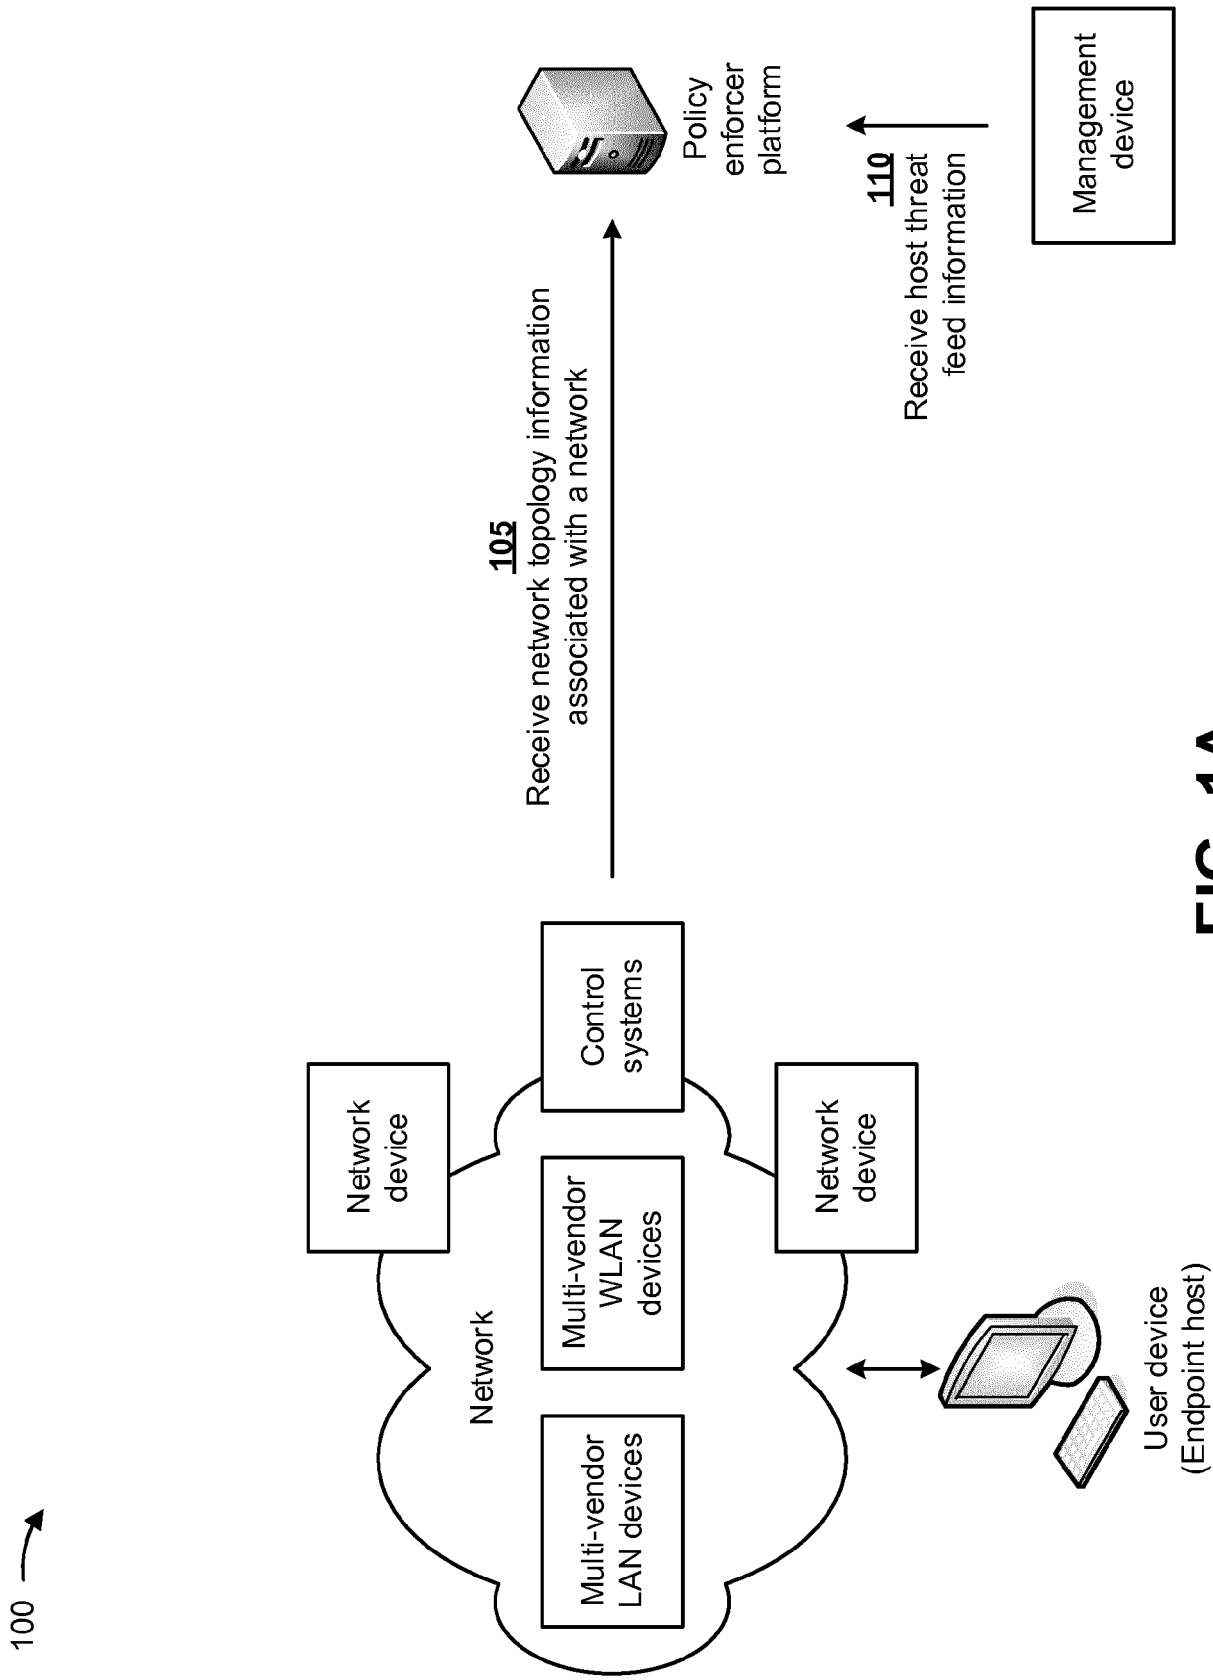 100
Network
device
Network
Multi-vendor
LAN devices
Multi-vendor
WLAN
devices
Control
systems
Network
device
User device
(Endpoint host)
105
Receive network topology information
associated with a network
Policy
enforcer
platform
110
Receive host threat
feed information
Management
device
FIG. 1A